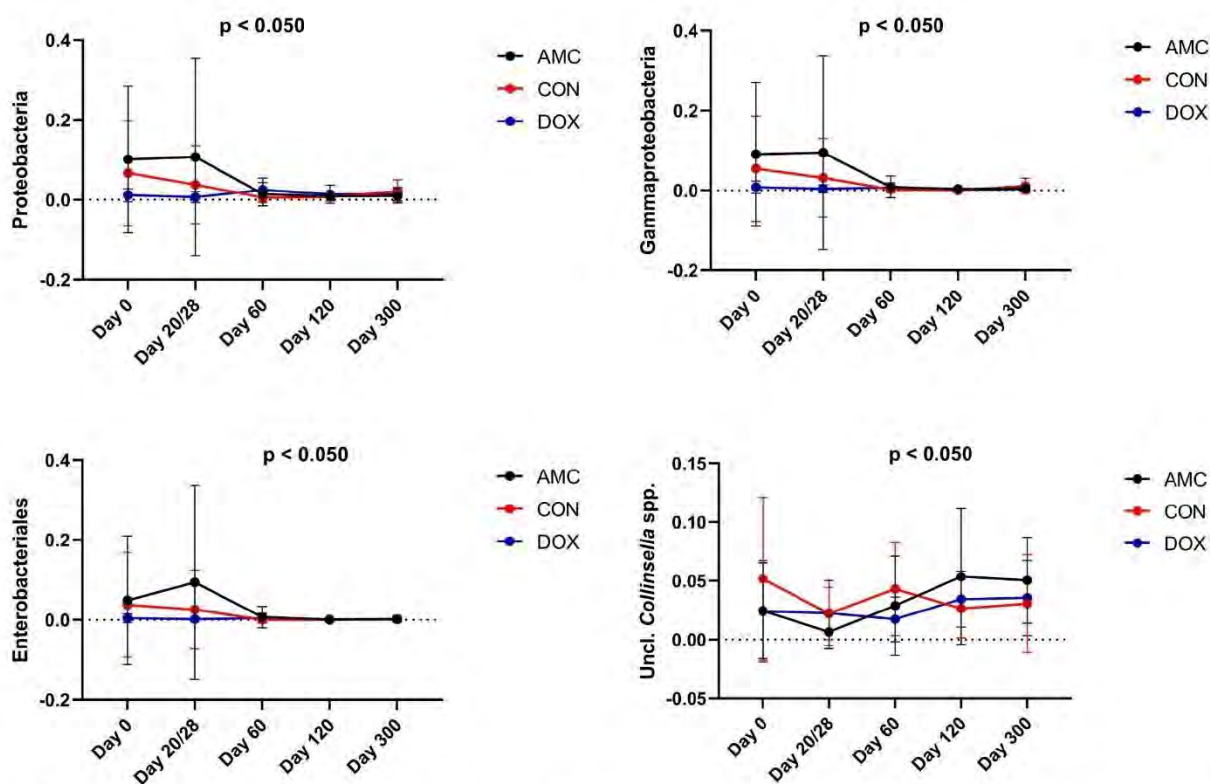 p < 0.050
0.4
0.2
0.0
-0.2
Proteobacteria
Day 0
Day 20/28
Day 60
Day 120
Day 300
AMC
CON
DOX
p < 0.050
0.4
0.2
0.0
-0.2
Gammaproteobacteria
Day 0
Day 20/28
Day 60
Day 120
Day 300
AMC
CON
DOX
p < 0.050
0.4
0.2
0.0
-0.2
Enterobacteriales
Day 0
Day 20/28
Day 60
Day 120
Day 300
AMC
CON
DOX
p < 0.050
0.15
0.10
0.05
0.00
-0.05
Uncl. Collinsella spp.
Day 0
Day 20/28
Day 60
Day 120
Day 300
AMC
CON
DOX